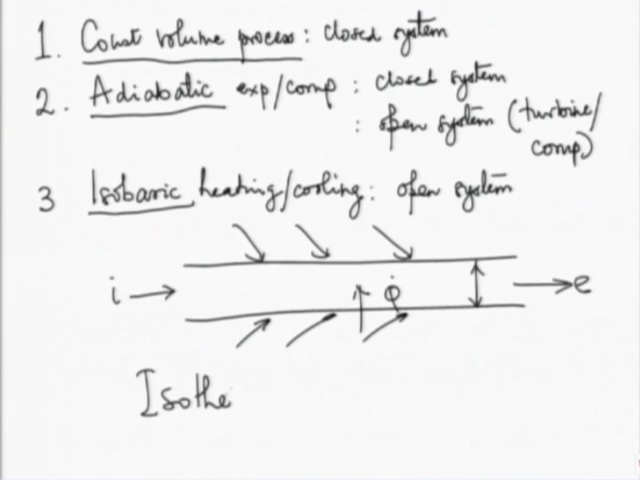 1. Const volume process : closed system
2. Adiabatic exp/comp : closed system
: open system (turbine/
comp)
3 Isobaric heating/cooling : open system
i Q̇ e
Isothe